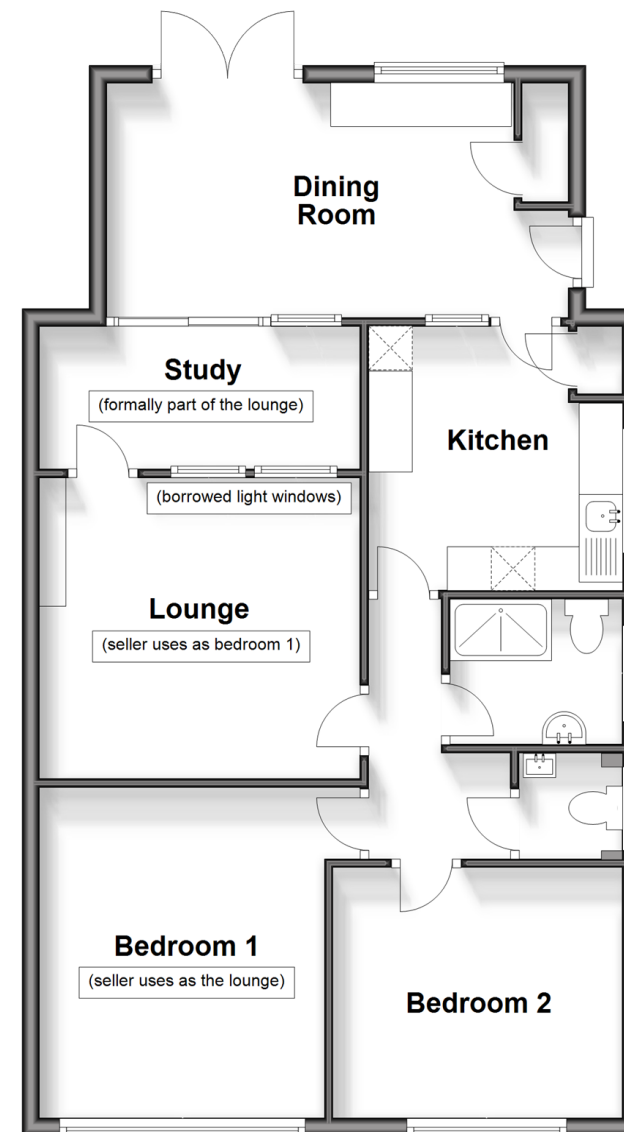 Dining
Room
Study
(formally part of the lounge)
Kitchen
(borrowed light windows)
Lounge
(seller uses as bedroom 1)
Bedroom 1
(seller uses as the lounge)
Bedroom 2